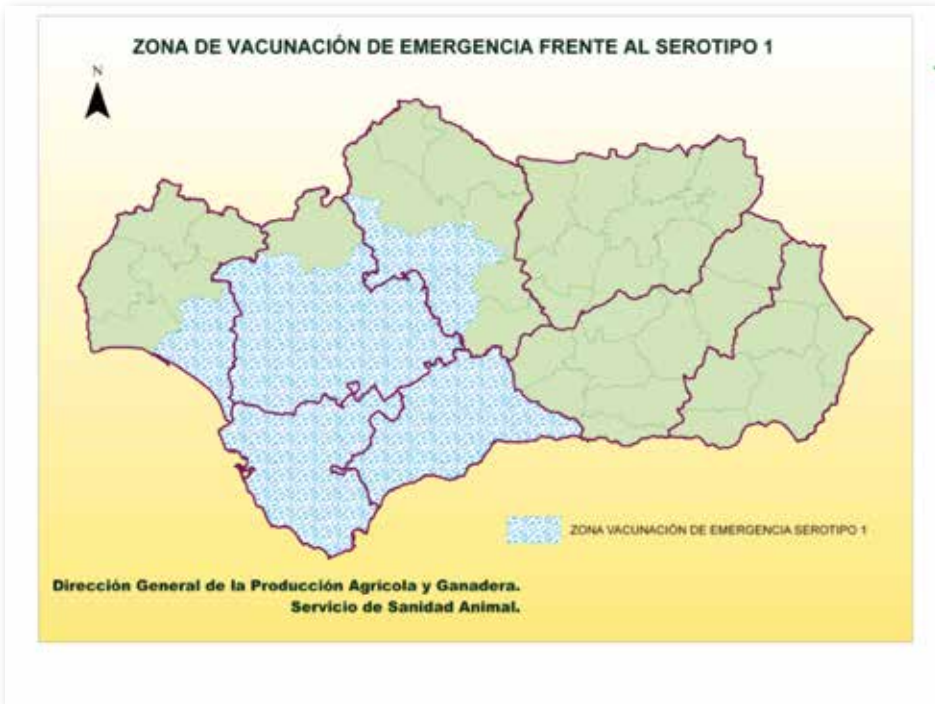 ZONA DE VACUNACIÓN DE EMERGENCIA FRENTE AL SEROTIPO 1
N
ZONA VACUNACIÓN DE EMERGENCIA SEROTIPO 1
Dirección General de la Producción Agrícola y Ganadera.
Servicio de Sanidad Animal.